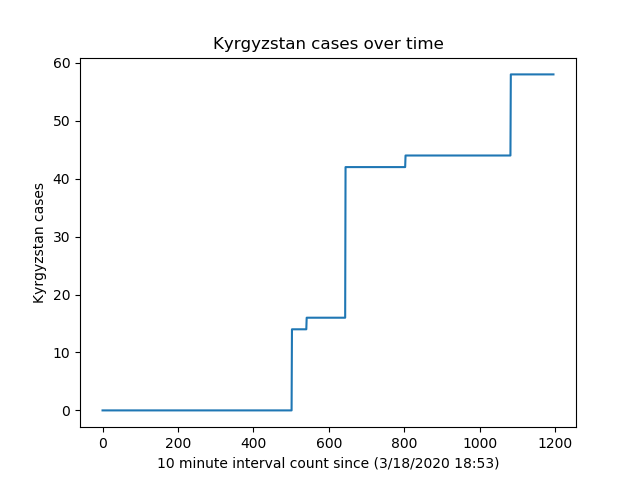 Kyrgyzstan cases over time
60
50
40
30
20
10
0
Kyrgyzstan cases
0 200 400 600 800 1000 1200
10 minute interval count since (3/18/2020 18:53)